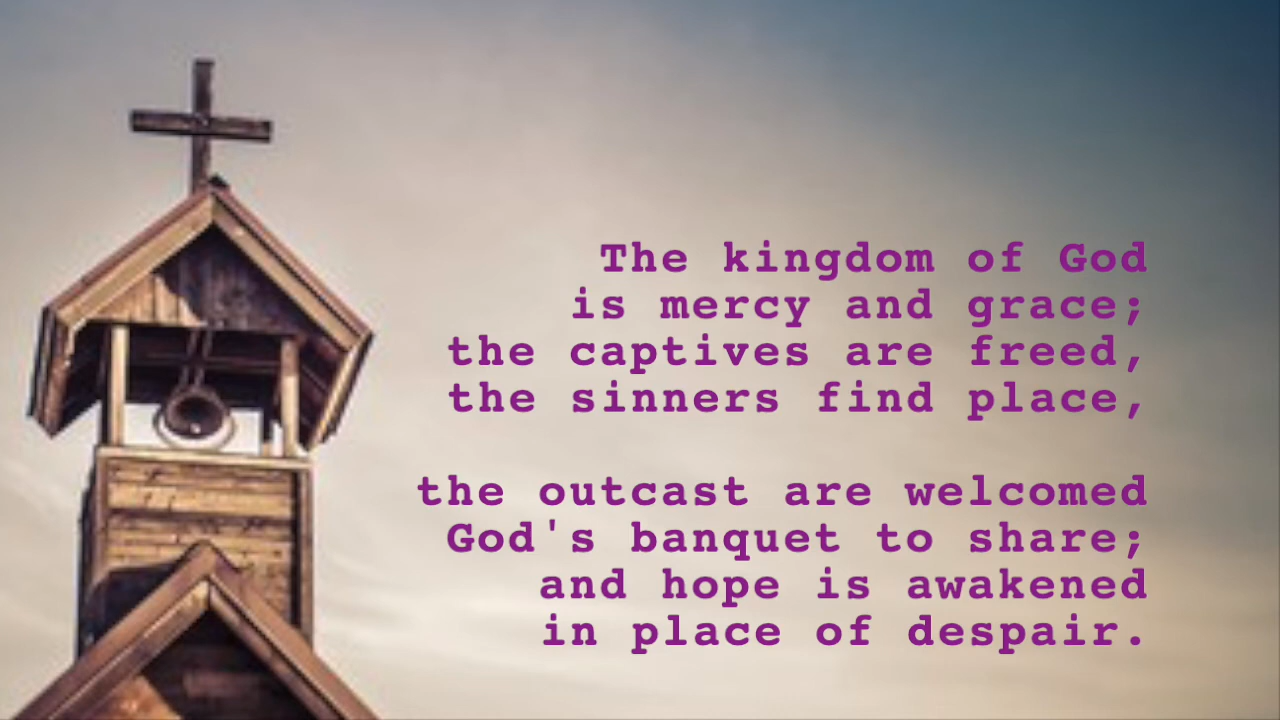 The kingdom of God
is mercy and grace;
the captives are freed,
the sinners find place,
the outcast are welcomed
God's banquet to share;
and hope is awakened
in place of despair.